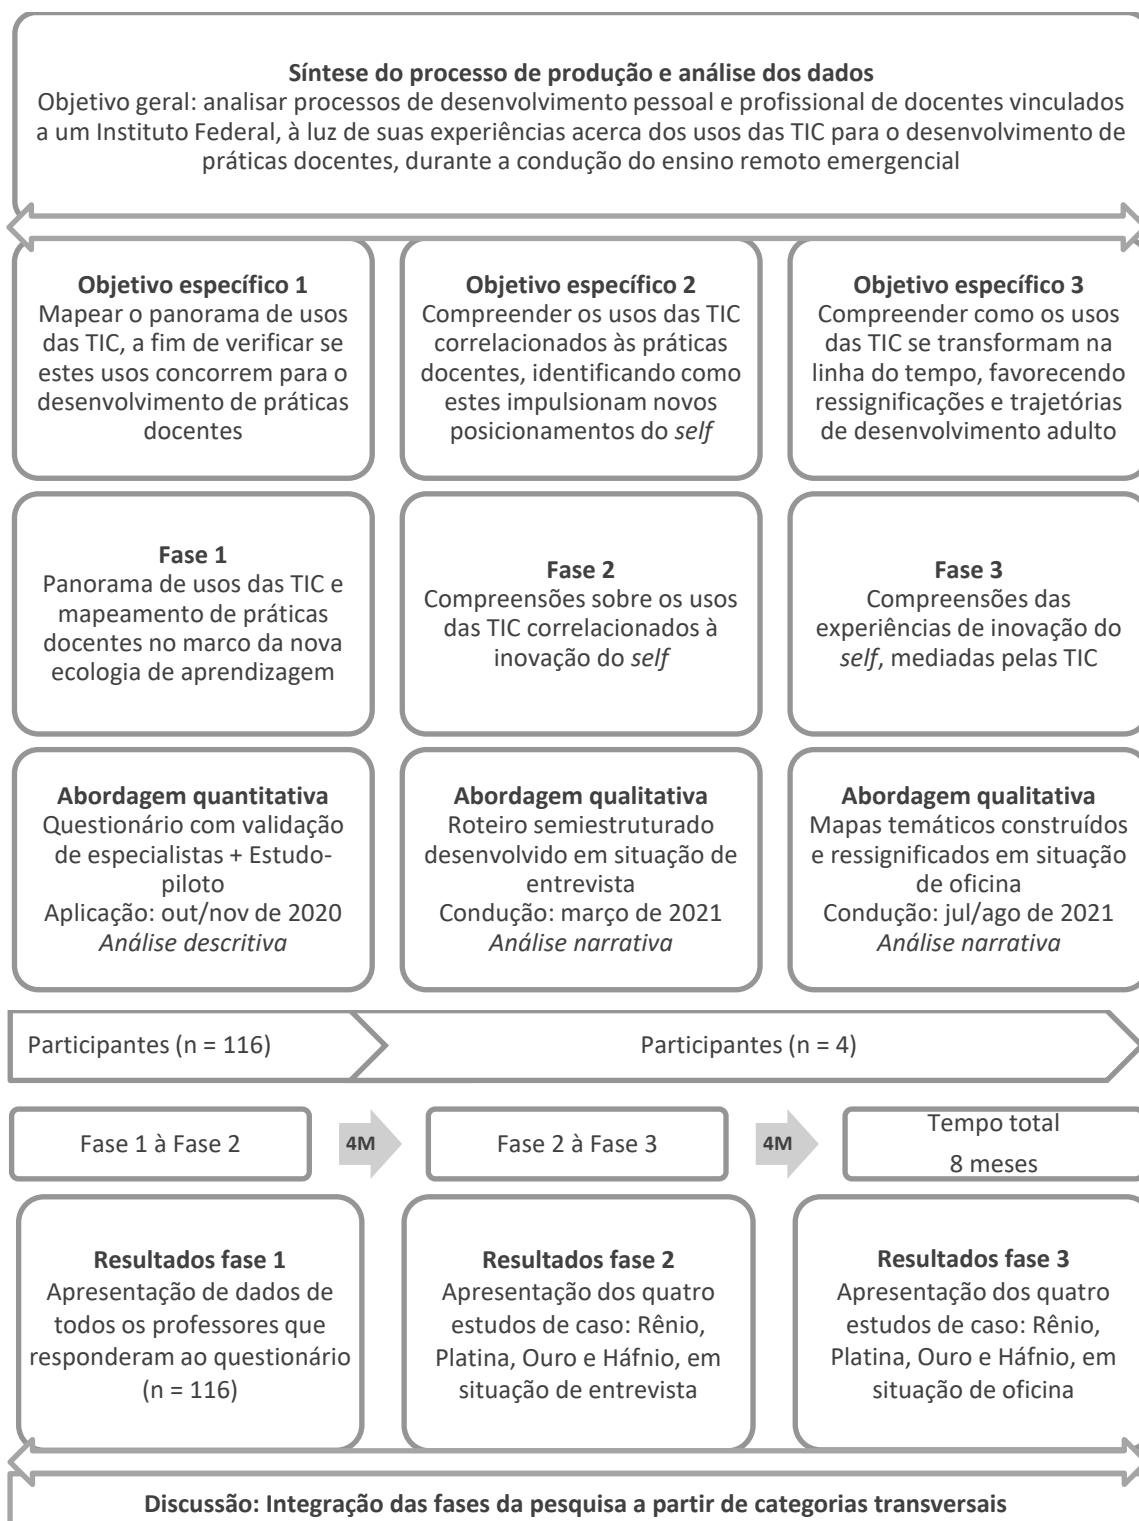 Síntese do processo de produção e análise dos dados
Objetivo geral: analisar processos de desenvolvimento pessoal e profissional de docentes vinculados
a um Instituto Federal, à luz de suas experiências acerca dos usos das TIC para o desenvolvimento de
práticas docentes, durante a condução do ensino remoto emergencial
Objetivo específico 1
Mapear o panorama de usos
das TIC, a fim de verificar se
estes usos concorrem para o
desenvolvimento de práticas
docentes
Objetivo específico 2
Compreender os usos das TIC
correlacionados às práticas
docentes, identificando como
estes impulsionam novos
posicionamentos do self
Objetivo específico 3
Compreender como os usos
das TIC se transformam na
linha do tempo, favorecendo
ressignificações e trajetórias
de desenvolvimento adulto
Fase 1
Panorama de usos das TIC e
mapeamento de práticas
docentes no marco da nova
ecologia de aprendizagem
Fase 2
Compreensões sobre os usos
das TIC correlacionados à
inovação do self
Fase 3
Compreensões das
experiências de inovação do
self, mediadas pelas TIC
Abordagem quantitativa
Questionário com validação
de especialistas + Estudo-
piloto
Aplicação: out/nov de 2020
Análise descritiva
Abordagem qualitativa
Roteiro semiestruturado
desenvolvido em situação de
entrevista
Condução: março de 2021
Análise narrativa
Abordagem qualitativa
Mapas temáticos construídos
e ressignificados em situação
de oficina
Condução: jul/ago de 2021
Análise narrativa
Participantes (n = 116)
Participantes (n = 4)
Fase 1 à Fase 2
4M
Fase 2 à Fase 3
4M
Tempo total
8 meses
Resultados fase 1
Apresentação de dados de
todos os professores que
responderam ao questionário
(n = 116)
Resultados fase 2
Apresentação dos quatro
estudos de caso: Rênio,
Platina, Ouro e Háfnio, em
situação de entrevista
Resultados fase 3
Apresentação dos quatro
estudos de caso: Rênio,
Platina, Ouro e Háfnio, em
situação de oficina
Discussão: Integração das fases da pesquisa a partir de categorias transversais